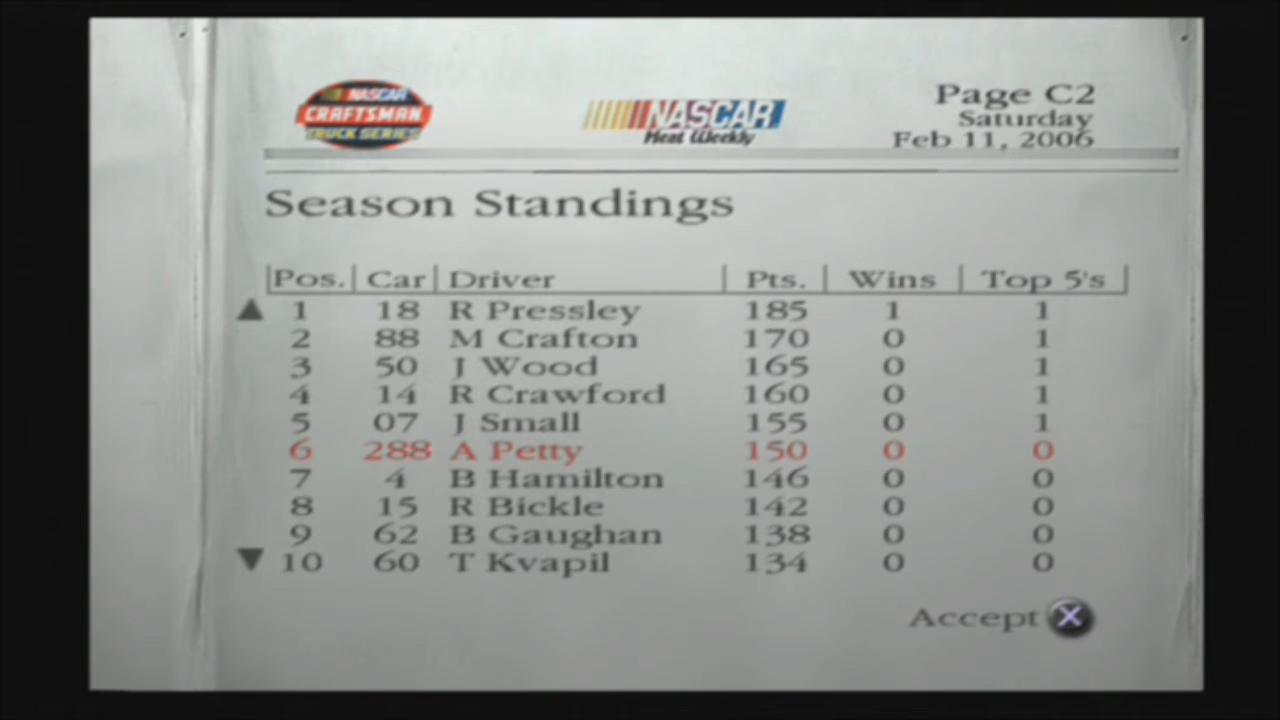 NASCAR
CRAFTSMAN
TRUCK SERIES
NASCAR
Heat Weekly
Page C2
Saturday
Feb 11, 2006
Season Standings
Pos. Car Driver Pts. Wins Top 5's
1 18 R Pressley 185 1 1
2 88 M Crafton 170 0 1
3 50 J Wood 165 0 1
4 14 R Crawford 160 0 1
5 07 J Small 155 0 1
6 288 A Petty 150 0 0
7 4 B Hamilton 146 0 0
8 15 R Bickle 142 0 0
9 62 B Gaughan 138 0 0
10 60 T Kvapil 134 0 0
Accept X